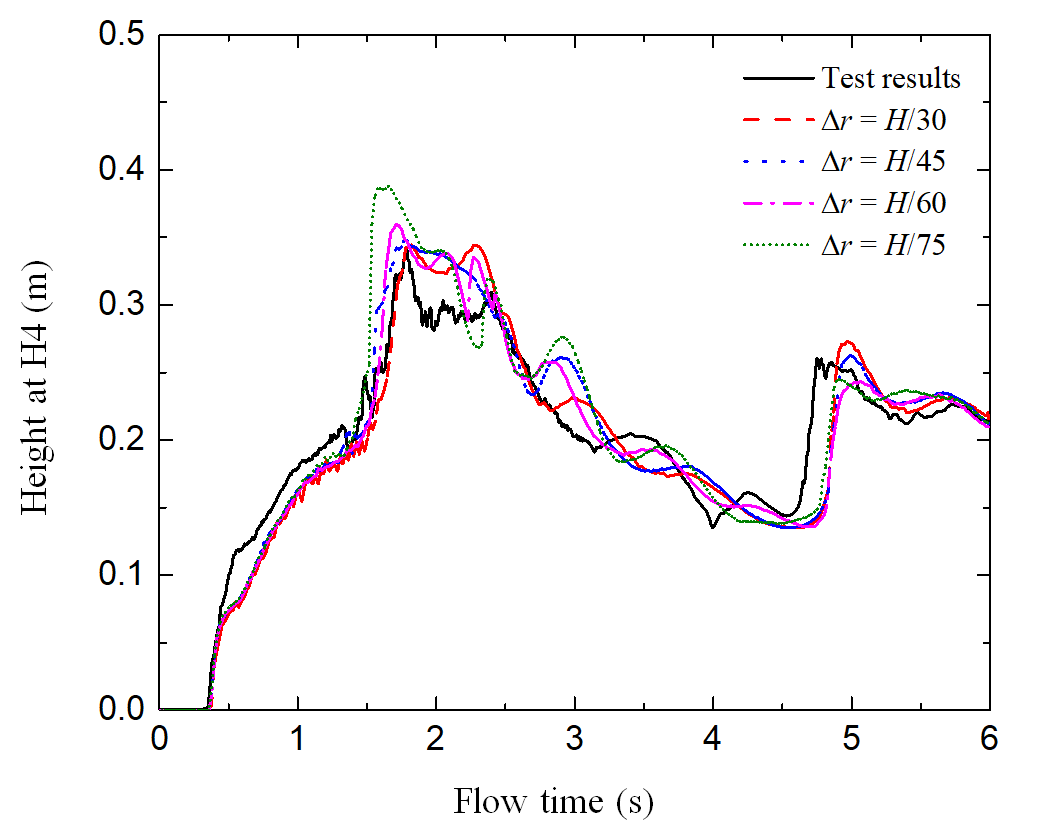 0.5
0.4
0.3
0.2
0.1
0.0
Height at H4 (m)
Test results
Δr = H/30
Δr = H/45
Δr = H/60
Δr = H/75
0 1 2 3 4 5 6
Flow time (s)